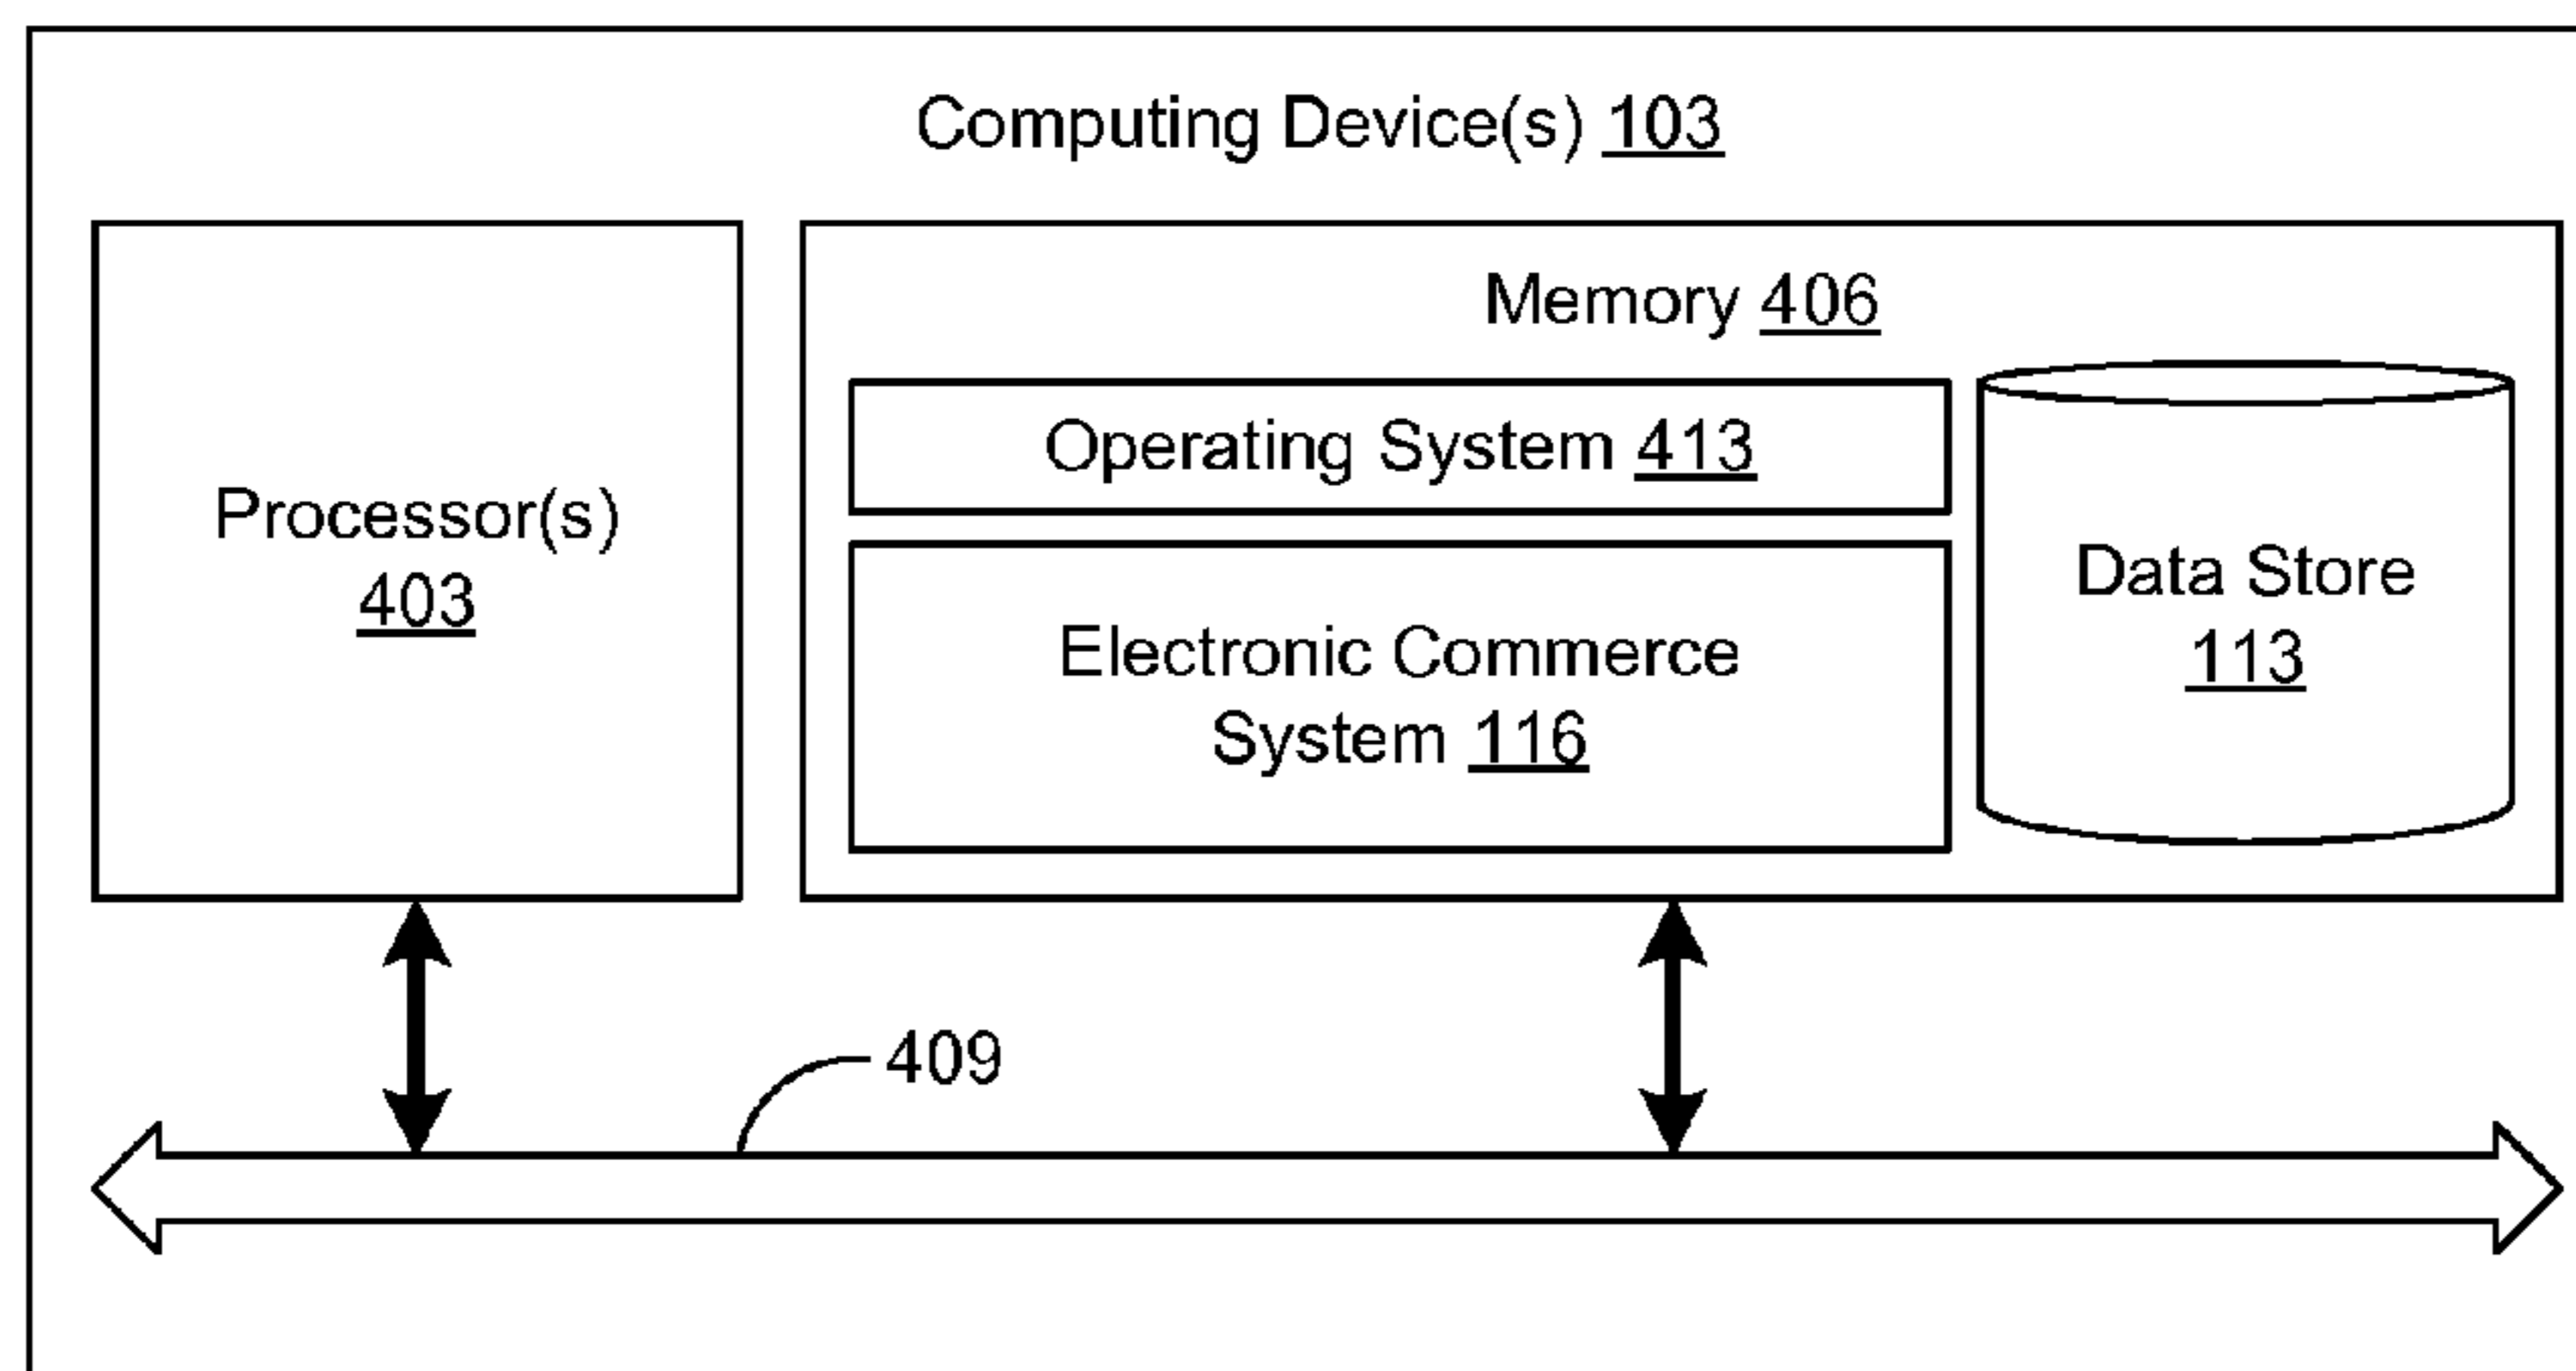 Computing Device(s) 103
Processor(s)
403
Memory 406
Operating System 413
Electronic Commerce
System 116
Data Store
113
409